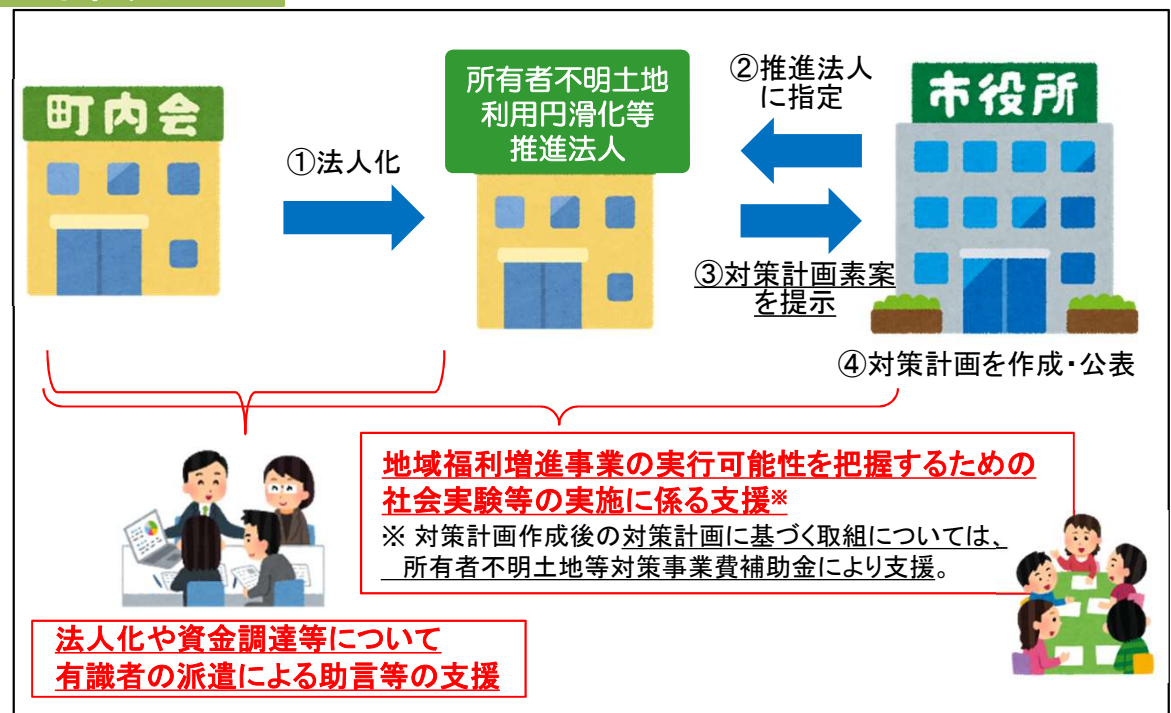 町内会
①法人化
所有者不明土地
利用円滑化等
推進法人
②推進法人
に指定
市役所
③対策計画素案
を提示
④対策計画を作成・公表
地域福利増進事業の実行可能性を把握するための
社会実験等の実施に係る支援※
※ 対策計画作成後の対策計画に基づく取組については、
所有者不明土地等対策事業費補助金により支援。
法人化や資金調達等について
有識者の派遣による助言等の支援